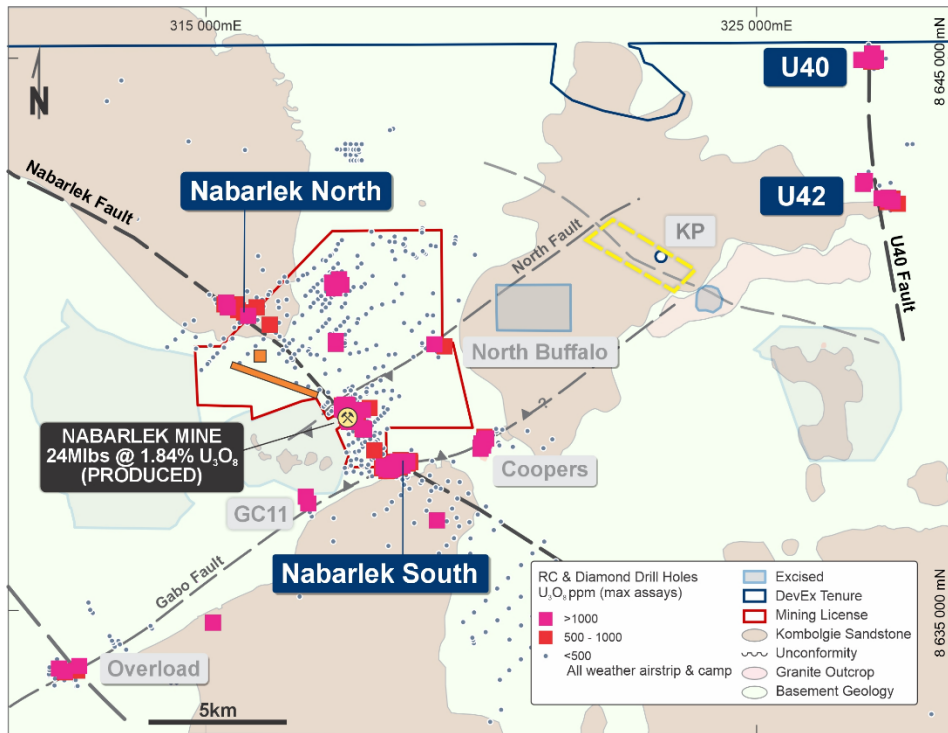 315 000mE
325 000mE
8 645 000 mN
N
U40
Nabarlek Fault
Nabarlek North
U42
KP
North Fault
U40 Fault
North Buffalo
?
NABARLEK MINE
24Mlbs @ 1.84% U₃O₈
(PRODUCED)
Coopers
GC11
Nabarlek South
Gabo Fault
Overload
5km
8 635 000 mN
RC & Diamond Drill Holes
U₃O₈ ppm (max assays)
>1000
500 - 1000
<500
All weather airstrip & camp
Excised
DevEx Tenure
Mining License
Kombolgie Sandstone
Unconformity
Granite Outcrop
Basement Geology